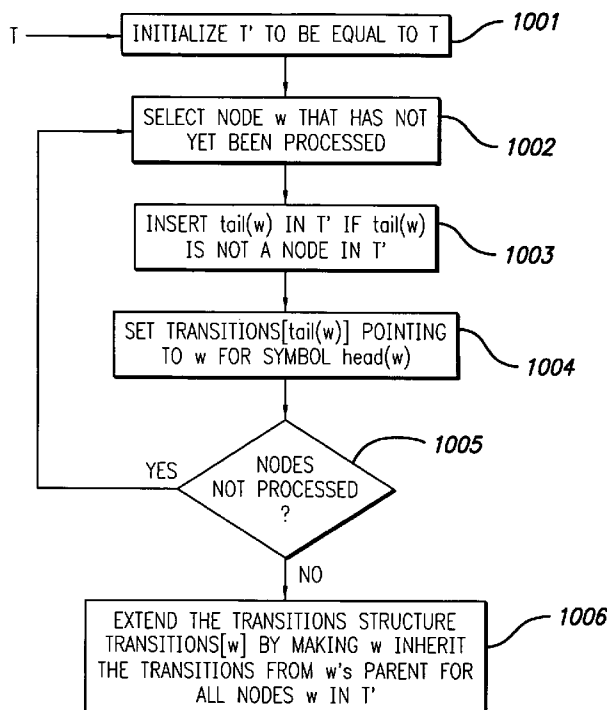 T
INITIALIZE T' TO BE EQUAL TO T
1001
SELECT NODE w THAT HAS NOT
YET BEEN PROCESSED
1002
INSERT tail(w) IN T' IF tail(w)
IS NOT A NODE IN T'
1003
SET TRANSITIONS[tail(w)] POINTING
TO w FOR SYMBOL head(w)
1004
1005
YES
NODES
NOT PROCESSED
?
NO
1006
EXTEND THE TRANSITIONS STRUCTURE
TRANSITIONS[w] BY MAKING w INHERIT
THE TRANSITIONS FROM w's PARENT FOR
ALL NODES w IN T'